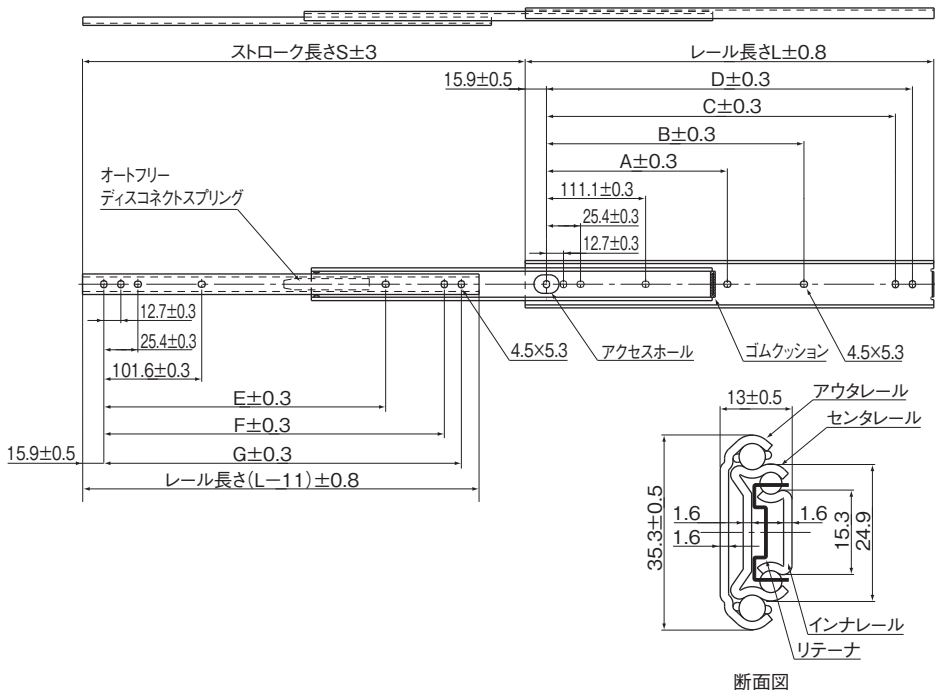 ストローク長さS±3
レール長さL±0.8
15.9±0.5
D±0.3
C±0.3
B±0.3
A±0.3
オートフリー
ディスコネクトスプリング
111.1±0.3
25.4±0.3
12.7±0.3
12.7±0.3
25.4±0.3
101.6±0.3
4.5×5.3
アクセスホール
ゴムクッション
4.5×5.3
E±0.3
F±0.3
15.9±0.5
G±0.3
レール長さ(L−11)±0.8
13±0.5
アウタレール
センタレール
35.3±0.5
1.6
1.6
1.6
15.3
24.9
インナレール
リテーナ
断面図